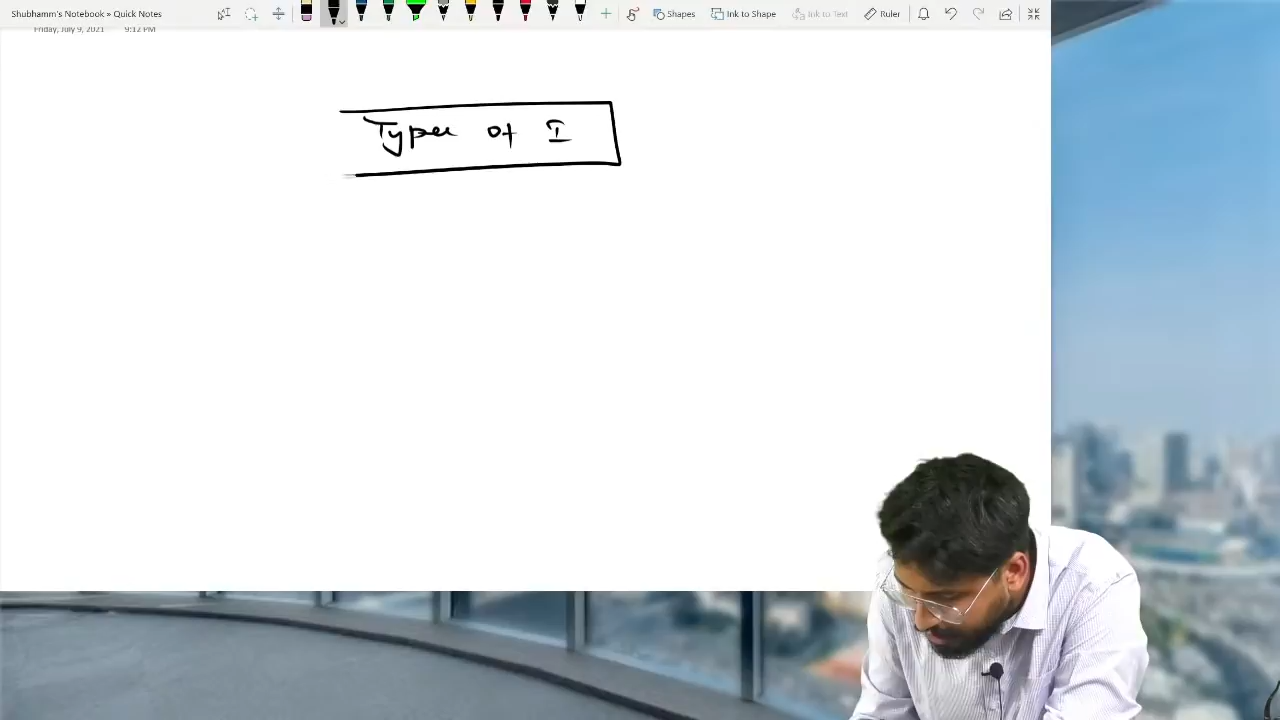 Shubhamm's Notebook » Quick Notes
Shapes
Ink to Shape
Ink to Text
Ruler
Friday, July 9, 2021 9:12 PM
Types of I